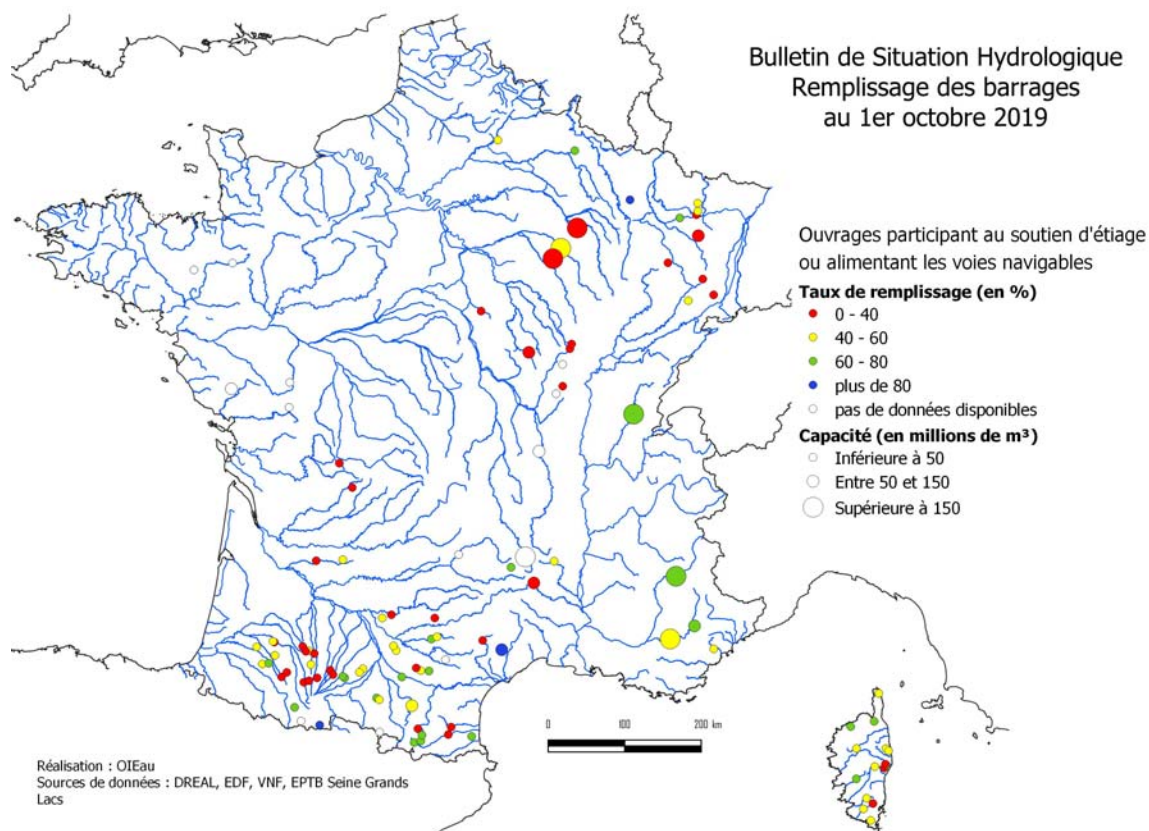 Bulletin de Situation Hydrologique
Remplissage des barrages
au 1er octobre 2019
Ouvrages participant au soutien d'étiage
ou alimentant les voies navigables
Taux de remplissage (en %)
0 - 40
40 - 60
60 - 80
plus de 80
pas de données disponibles
Capacité (en millions de m³)
Inférieure à 50
Entre 50 et 150
Supérieure à 150
0 100 200 km
Réalisation : OIEau
Sources de données : DREAL, EDF, VNF, EPTB Seine Grands
Lacs